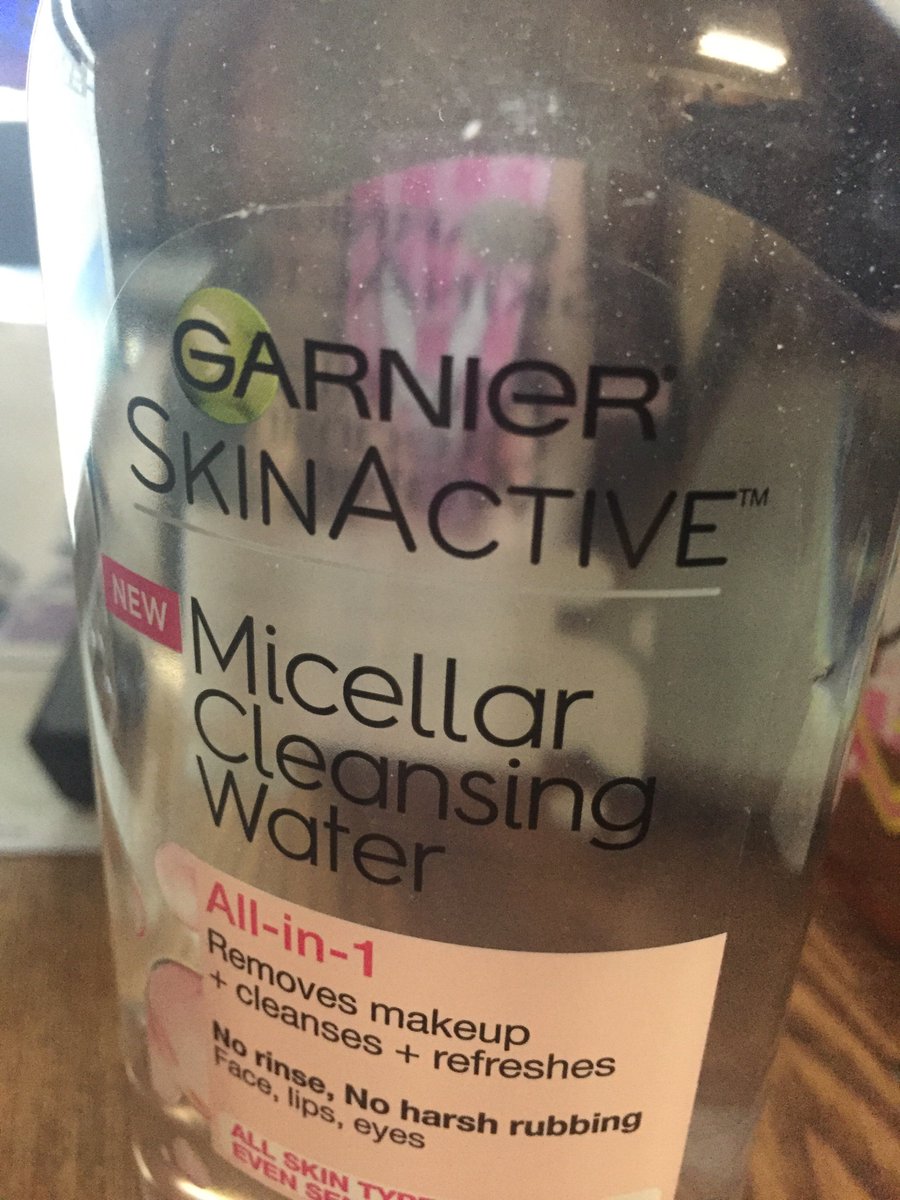 GARNIER®
SKINACTIVE™
NEW
Micellar
Cleansing
Water
All-in-1
Removes makeup
+ cleanses + refreshes
No rinse, No harsh rubbing
Face, lips, eyes
ALL SKIN
EVEN